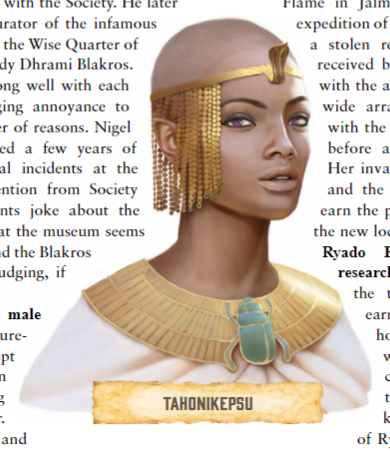 with the Society. He later
urator of the infamous
the Wise Quarter of
dy Dhrami Blakros.
ong well with each
ging annoyance to
er of reasons. Nigel
ed a few years of
al incidents at the
ention from Society
nts joke about the
at the museum seems
nd the Blakros
udging, if
male
ure-
ept
n
g
r.
and
TAHONIKEPSU
Flame in Jalm
expedition of
a stolen re
received b
with the a
wide arra
with the
before a
Her inva
and the
earn the p
the new loc
Ryado
research
the t
earn
ho
w
c
t
k
of Ry